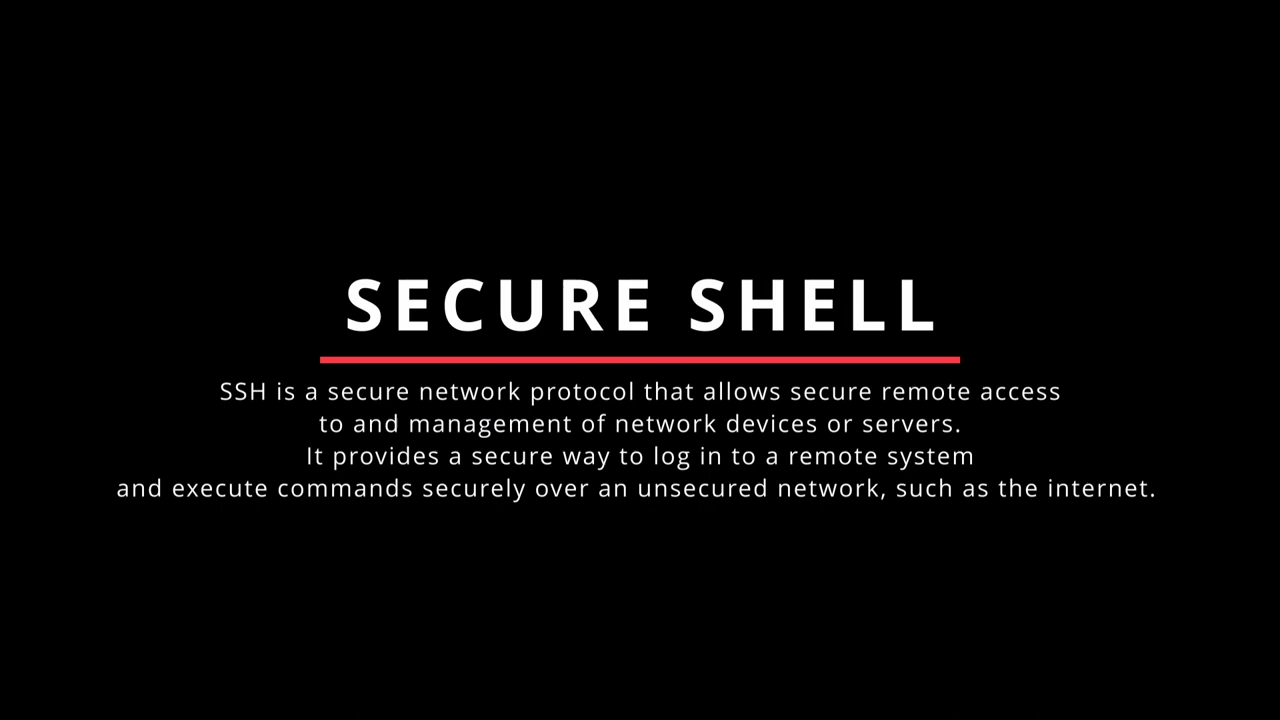 SECURE SHELL
SSH is a secure network protocol that allows secure remote access
to and management of network devices or servers.
It provides a secure way to log in to a remote system
and execute commands securely over an unsecured network, such as the internet.